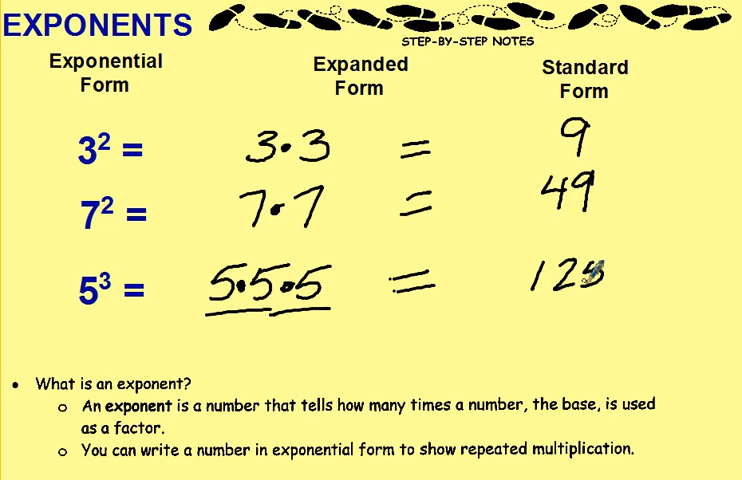 EXPONENTS
STEP-BY-STEP NOTES
Exponential Form
Expanded Form
Standard Form
3² = 3·3 = 9
7² = 7·7 = 49
5³ = 5·5·5 = 125
• What is an exponent?
o An exponent is a number that tells how many times a number, the base, is used
as a factor.
o You can write a number in exponential form to show repeated multiplication.